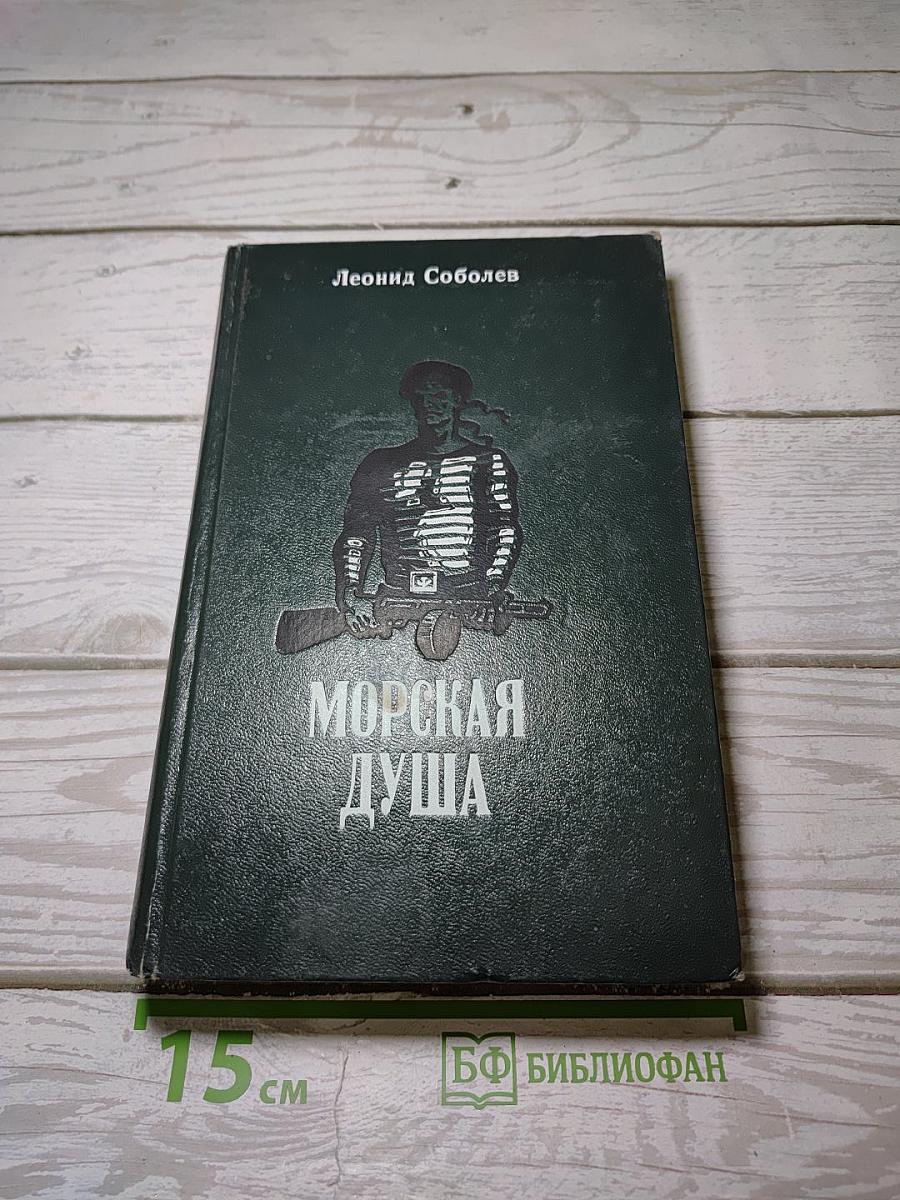 Леонид Соболев
МОРСКАЯ
ДУША
15 см
БФ БИБЛИОФАН